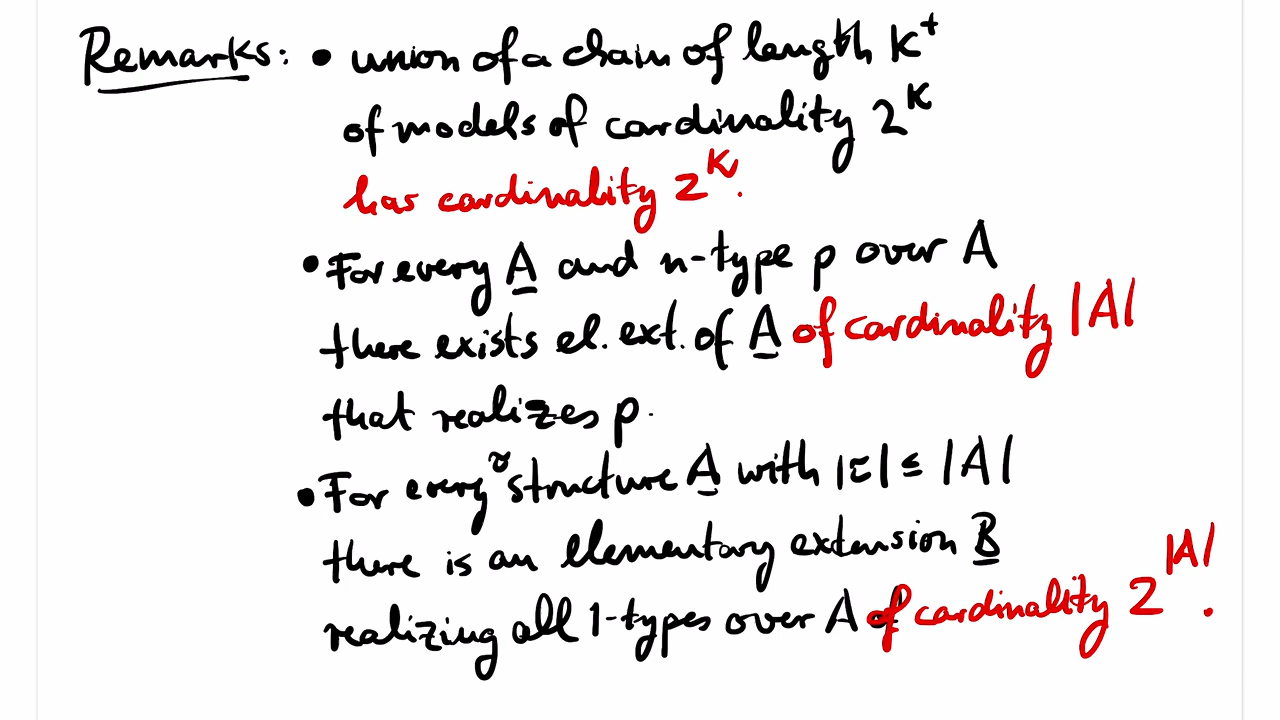 Remarks: • union of a chain of length κ⁺
of models of cardinality 2^κ
has cardinality 2^κ.
• For every A̲ and n-type p over A
there exists el. ext. of A̲ of cardinality |A|
that realizes p.
• For every τ structure A̲ with |τ| ≤ |A|
there is an elementary extension B̲
realizing all 1-types over A of cardinality 2^|A|.